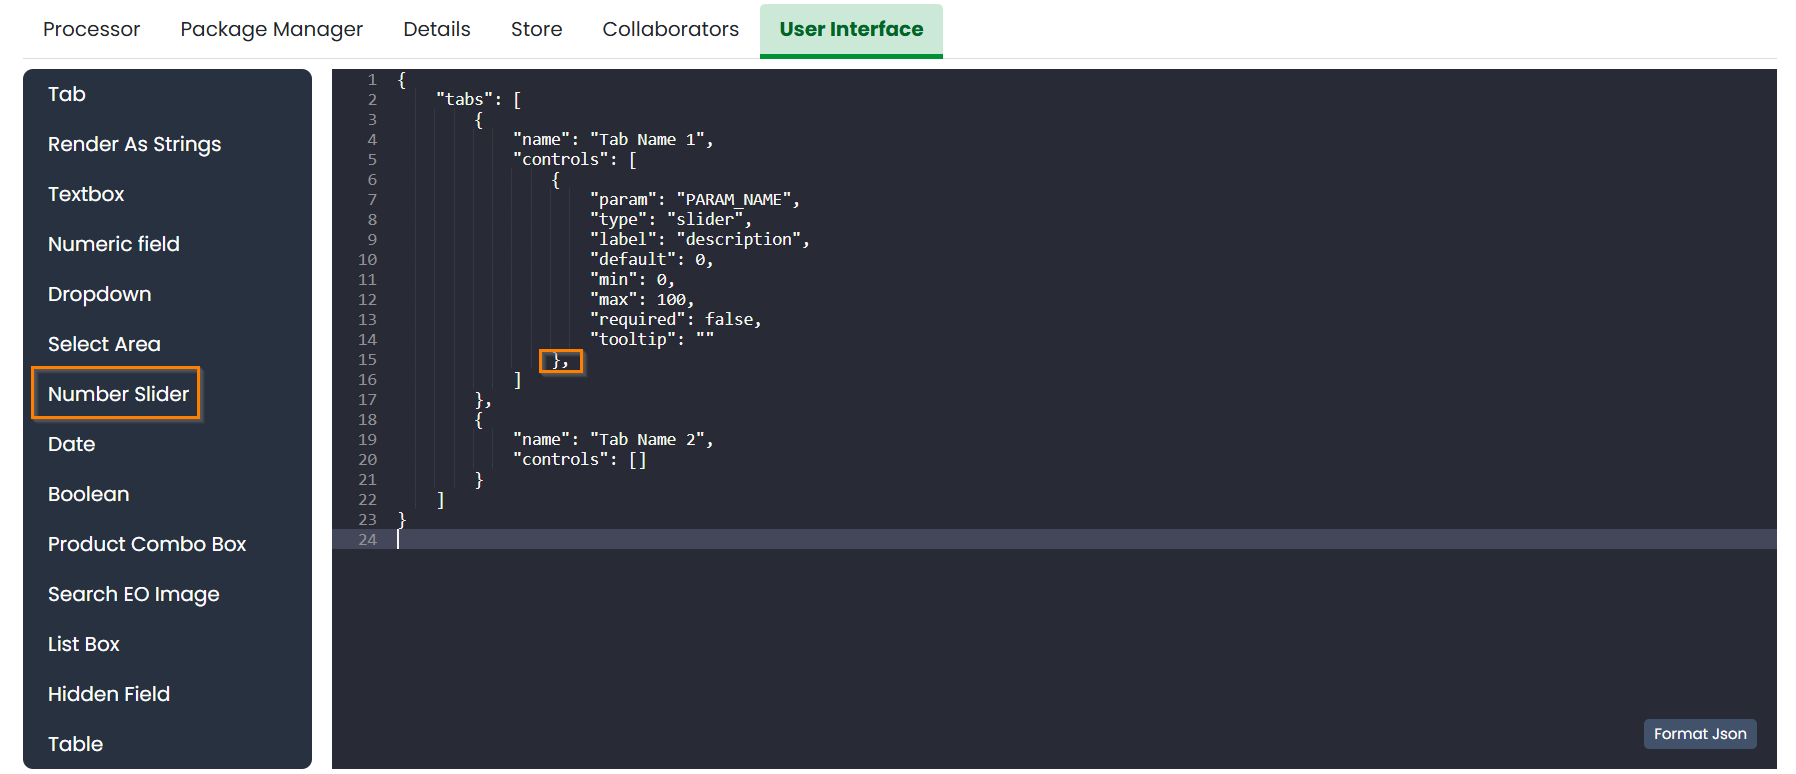 Processor Package Manager Details Store Collaborators User Interface
Tab
Render As Strings
Textbox
Numeric field
Dropdown
Select Area
Number Slider
Date
Boolean
Product Combo Box
Search EO Image
List Box
Hidden Field
Table
1 {
2 "tabs": [
3 {
4 "name": "Tab Name 1",
5 "controls": [
6 {
7 "param": "PARAM_NAME",
8 "type": "slider",
9 "label": "description",
10 "default": 0,
11 "min": 0,
12 "max": 100,
13 "required": false,
14 "tooltip": ""
15 },
16 ]
17 },
18 {
19 "name": "Tab Name 2",
20 "controls": []
21 }
22 ]
23 }
24
Format Json